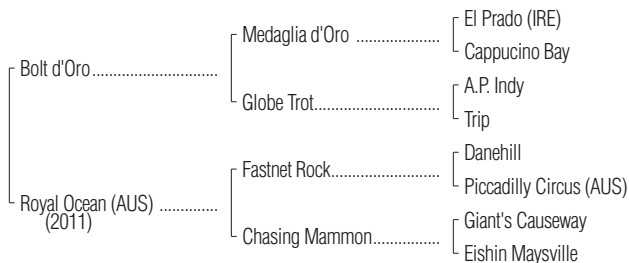 El Prado (IRE)
Medaglia d'Oro ....................
Cappucino Bay
Bolt d'Oro..............................
A.P. Indy
Globe Trot..............................
Trip
Danehill
Fastnet Rock..........................
Piccadilly Circus (AUS)
Royal Ocean (AUS) ..............
(2011)
Giant's Causeway
Chasing Mammon................
Eishin Maysville